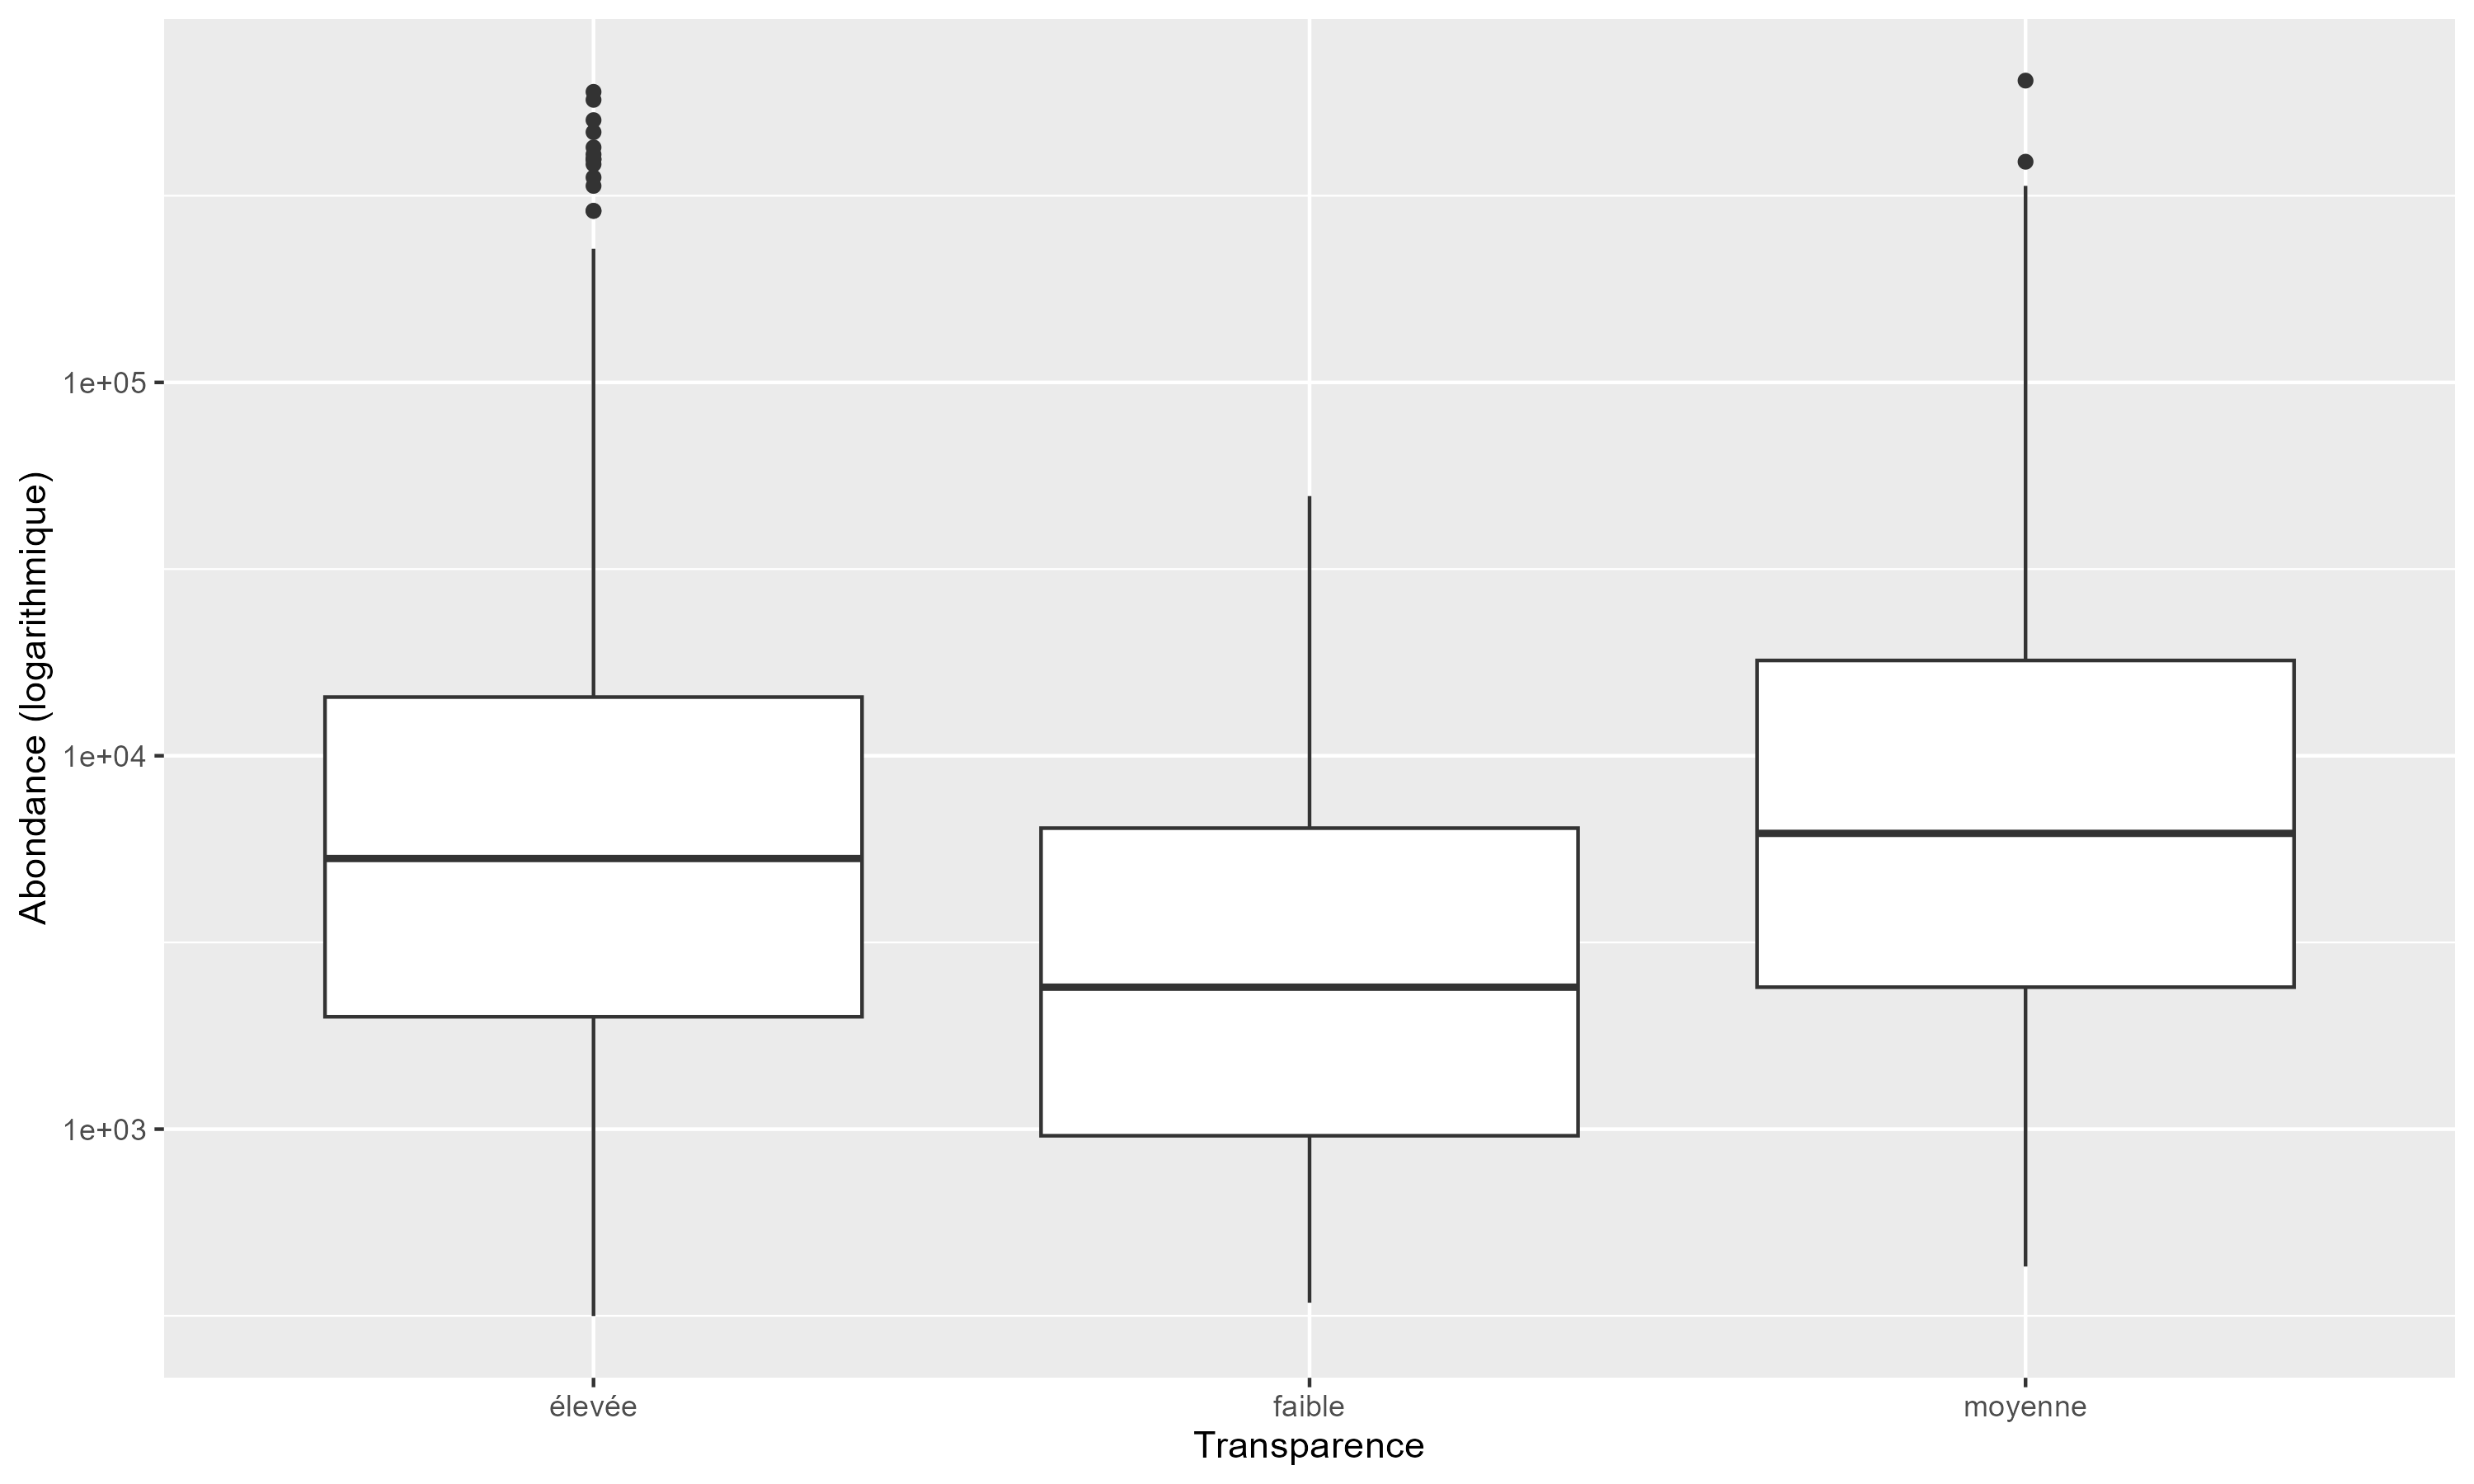 Abondance (logarithmique)
1e+05
1e+04
1e+03
élevée
faible
moyenne
Transparence